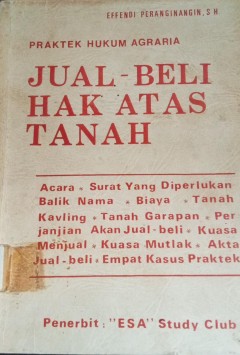 EFFENDI PERANGINANGIN, S H
PRAKTEK HUKUM AGRARIA
JUAL-BELI
HAK ATAS
TANAH
Acara * Surat Yang Diperlukan
Balik Nama * Biaya * Tanah
Kavling * Tanah Garapan * Per
janjian Akan Jual-beli * Kuasa
Menjual * Kuasa Mutlak * Akta
Jual-beli * Empat Kasus Praktek
Penerbit : "ESA" Study Club